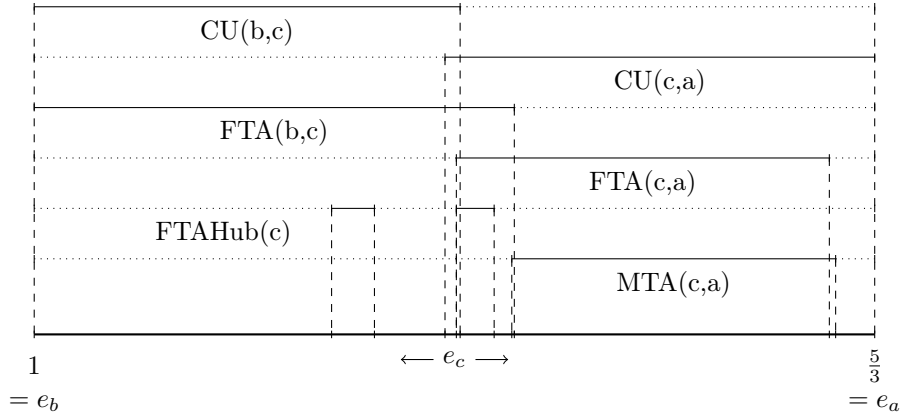 CU(b,c)
CU(c,a)
FTA(b,c)
FTA(c,a)
FTAHub(c)
MTA(c,a)
← e_c →
1 5/3
= e_b = e_a